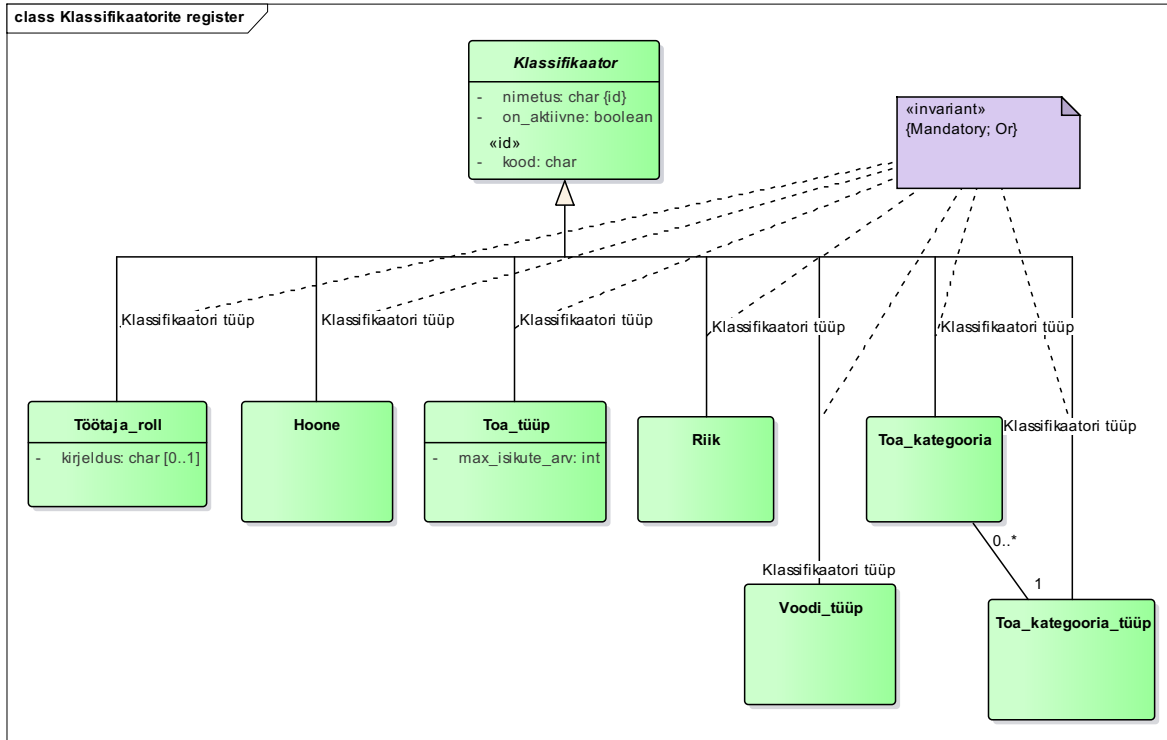 class Klassifikaatorite register
Klassifikaator
- nimetus: char {id}
- on_aktiivne: boolean
«id»
- kood: char
«invariant»
{Mandatory; Or}
Klassifikaatori tüüp
Klassifikaatori tüüp
Klassifikaatori tüüp
Klassifikaatori tüüp
Klassifikaatori tüüp
Klassifikaatori tüüp
Töötaja_roll
- kirjeldus: char [0..1]
Hoone
Toa_tüüp
- max_isikute_arv: int
Riik
Toa_kategooria
0..*
1
Klassifikaatori tüüp
Voodi_tüüp
Toa_kategooria_tüüp